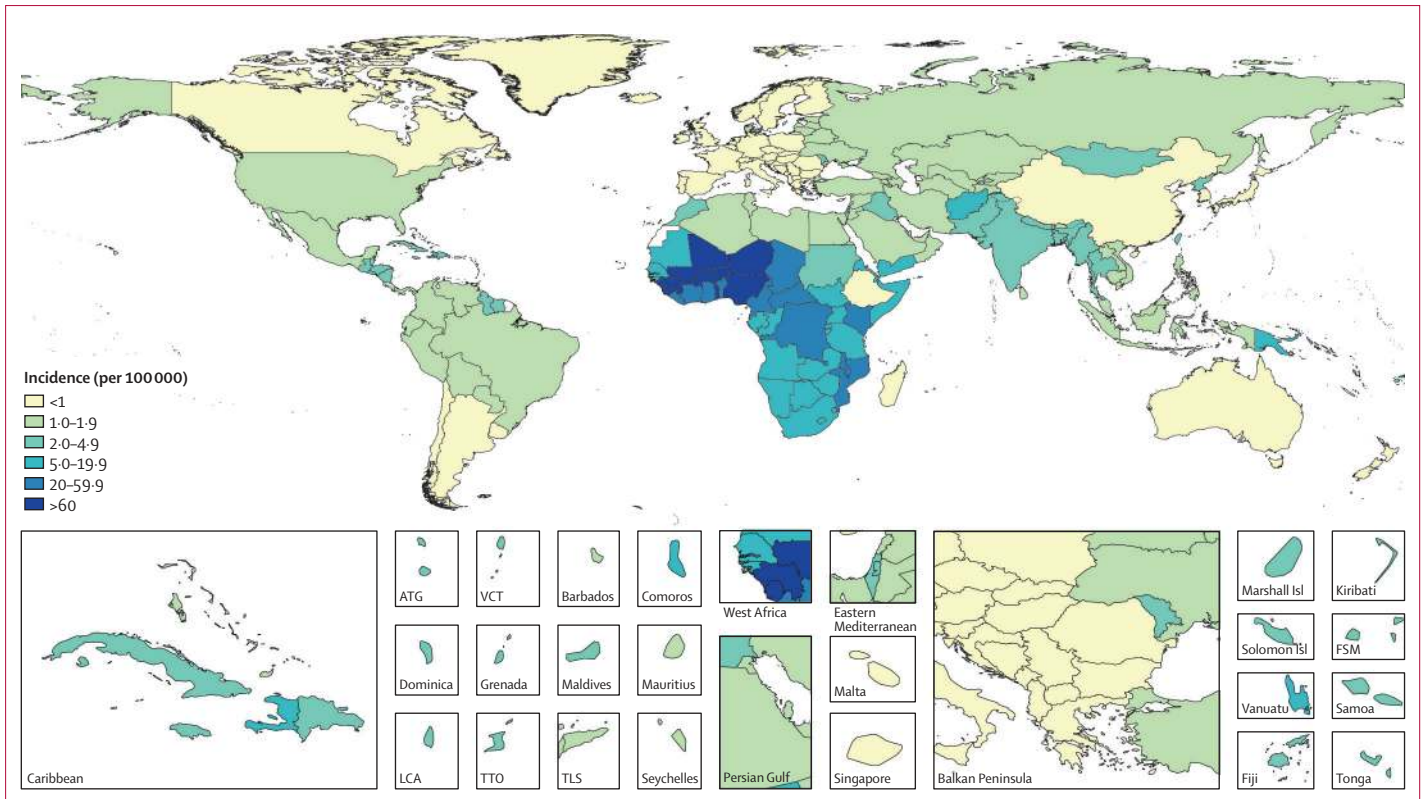 Incidence (per 100 000)
<1
1·0–1·9
2·0–4·9
5·0–19·9
20–59·9
>60
Caribbean
ATG
VCT
Barbados
Comoros
West Africa
Eastern
Mediterranean
Dominica
Grenada
Maldives
Mauritius
LCA
TTO
TLS
Seychelles
Persian Gulf
Malta
Singapore
Balkan Peninsula
Marshall Isl
Kiribati
Solomon Isl
FSM
Vanuatu
Samoa
Fiji
Tonga